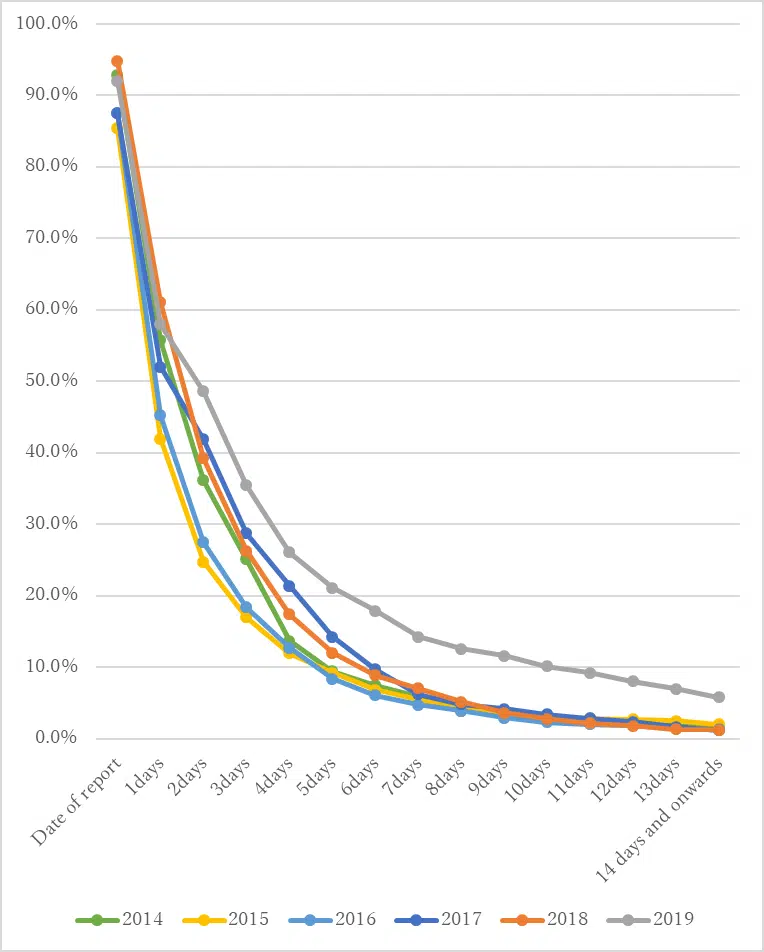 100.0%
90.0%
80.0%
70.0%
60.0%
50.0%
40.0%
30.0%
20.0%
10.0%
0.0%
Date of report
1days
2days
3days
4days
5days
6days
7days
8days
9days
10days
11days
12days
13days
14 days and onwards
2014 2015 2016 2017 2018 2019